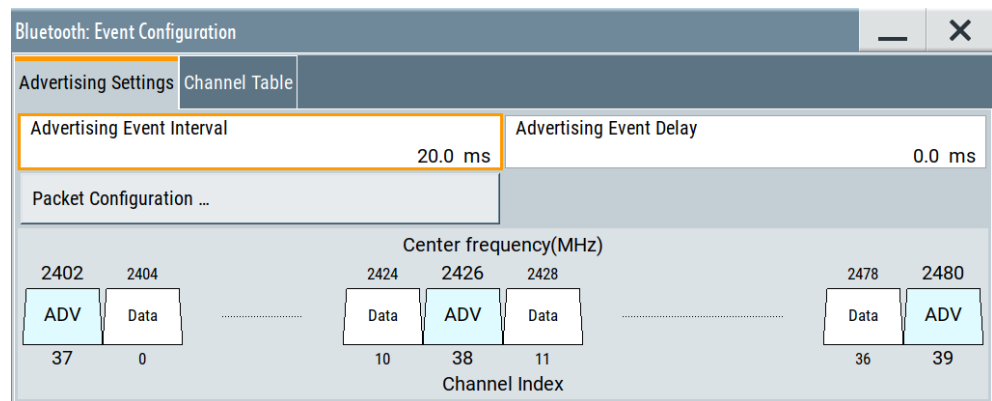 Bluetooth: Event Configuration
Advertising Settings Channel Table
Advertising Event Interval Advertising Event Delay
20.0 ms 0.0 ms
Packet Configuration ...
Center frequency(MHz)
2402 2404 2424 2426 2428 2478 2480
ADV Data Data ADV Data Data ADV
37 0 10 38 11 36 39
Channel Index